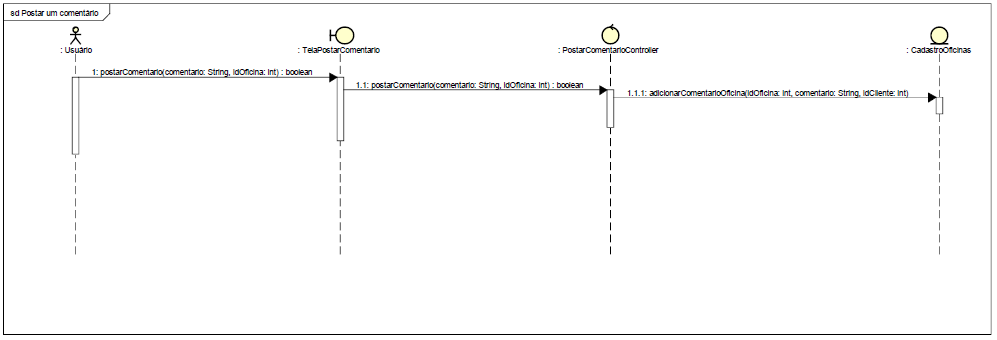 sd Postar um comentário
: Usuário
: TelaPostarComentario
: PostarComentarioController
: CadastroOficinas
1: postarComentario(comentario: String, idOficina: int) : boolean
1.1: postarComentario(comentario: String, idOficina: int) : boolean
1.1.1: adicionarComentarioOficina(idOficina: int, comentario: String, idCliente: int)